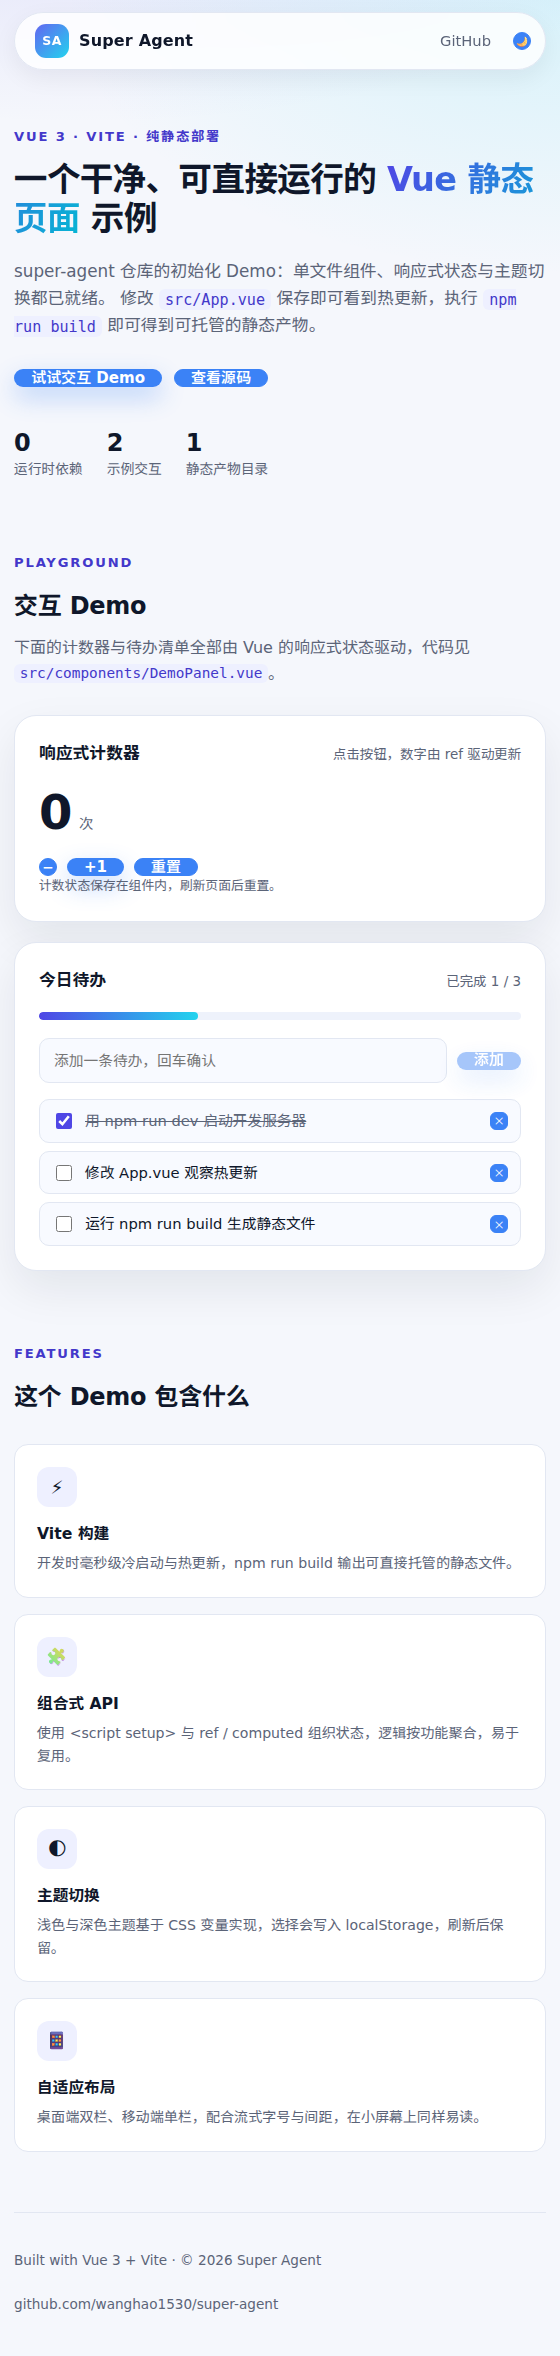 SA Super Agent GitHub
VUE 3 · VITE · 纯静态部署
一个干净、可直接运行的 Vue 静态
页面 示例
super-agent 仓库的初始化 Demo：单文件组件、响应式状态与主题切
换都已就绪。 修改 src/App.vue 保存即可看到热更新，执行 npm
run build 即可得到可托管的静态产物。
试试交互 Demo 查看源码
0 2 1
运行时依赖 示例交互 静态产物目录
PLAYGROUND
交互 Demo
下面的计数器与待办清单全部由 Vue 的响应式状态驱动，代码见
src/components/DemoPanel.vue 。
响应式计数器 点击按钮，数字由 ref 驱动更新
0 次
− +1 重置
计数状态保存在组件内，刷新页面后重置。
今日待办 已完成 1 / 3
添加一条待办，回车确认 添加
用 npm run dev 启动开发服务器 ×
修改 App.vue 观察热更新 ×
运行 npm run build 生成静态文件 ×
FEATURES
这个 Demo 包含什么
Vite 构建
开发时毫秒级冷启动与热更新，npm run build 输出可直接托管的静态文件。
组合式 API
使用 <script setup> 与 ref / computed 组织状态，逻辑按功能聚合，易于
复用。
主题切换
浅色与深色主题基于 CSS 变量实现，选择会写入 localStorage，刷新后保
留。
自适应布局
桌面端双栏、移动端单栏，配合流式字号与间距，在小屏幕上同样易读。
Built with Vue 3 + Vite · © 2026 Super Agent
github.com/wanghao1530/super-agent